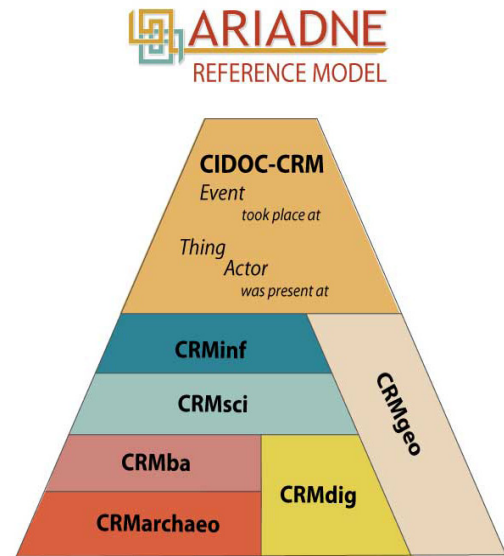 ARIADNE
REFERENCE MODEL
CIDOC-CRM
Event
took place at
Thing
Actor
was present at
CRMinf
CRMgeo
CRMsci
CRMba
CRMdig
CRMarchaeo